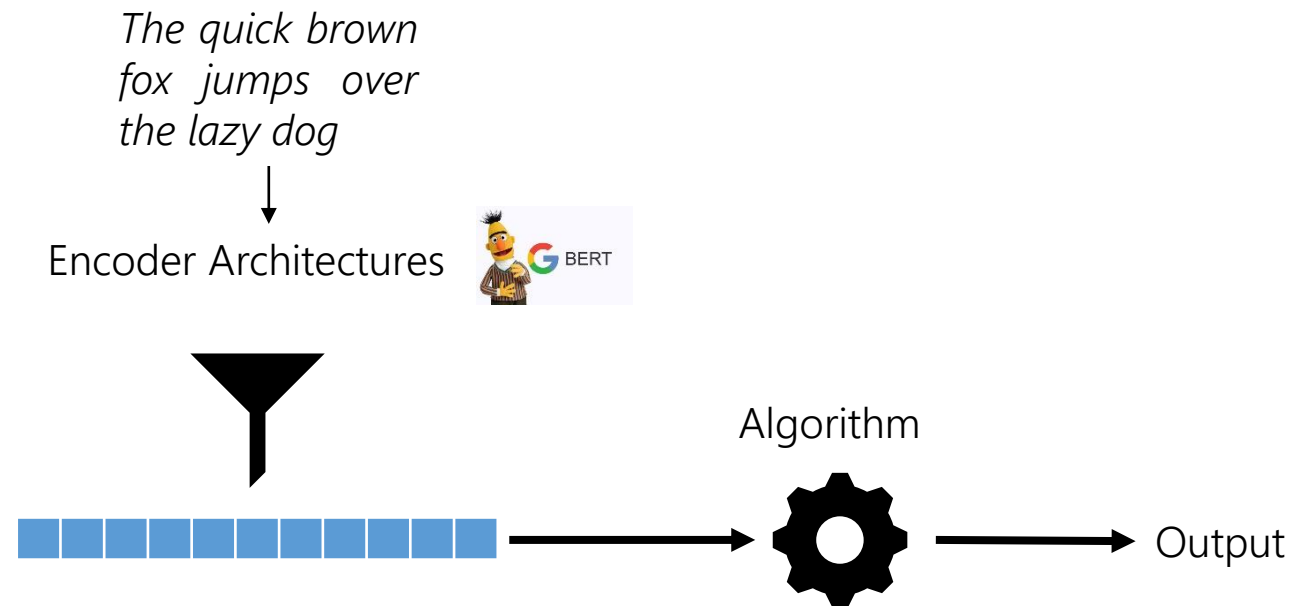 The quick brown
fox jumps over
the lazy dog
Encoder Architectures
G BERT
Algorithm
Output